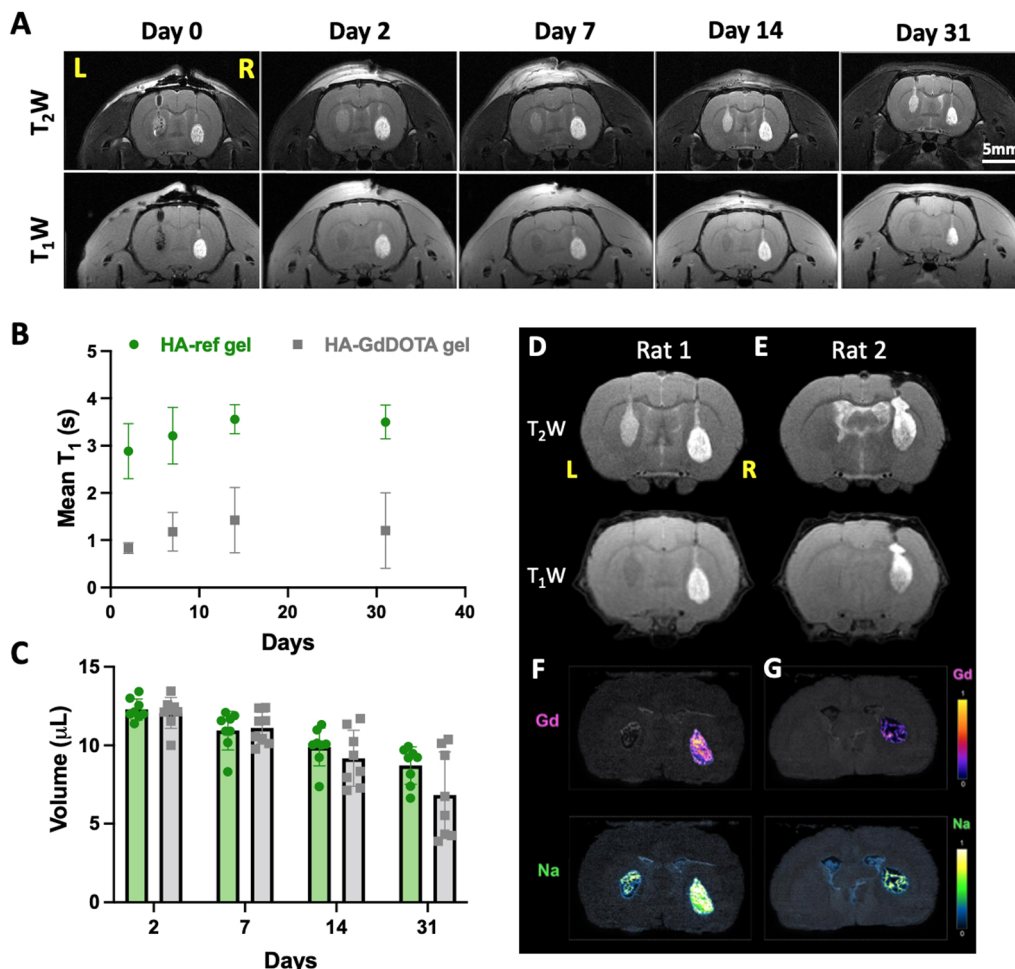 A
Day 0
Day 2
Day 7
Day 14
Day 31
L
R
T₂W
5mm
T₁W
B
HA-ref gel
HA-GdDOTA gel
Mean T₁ (s)
5
4
3
2
1
0
0
10
20
30
40
Days
C
Volume (μL)
15
10
5
0
2
7
14
31
Days
D
Rat 1
E
Rat 2
T₂W
L
R
T₁W
F
G
Gd
Gd
1
0
Na
Na
1
0